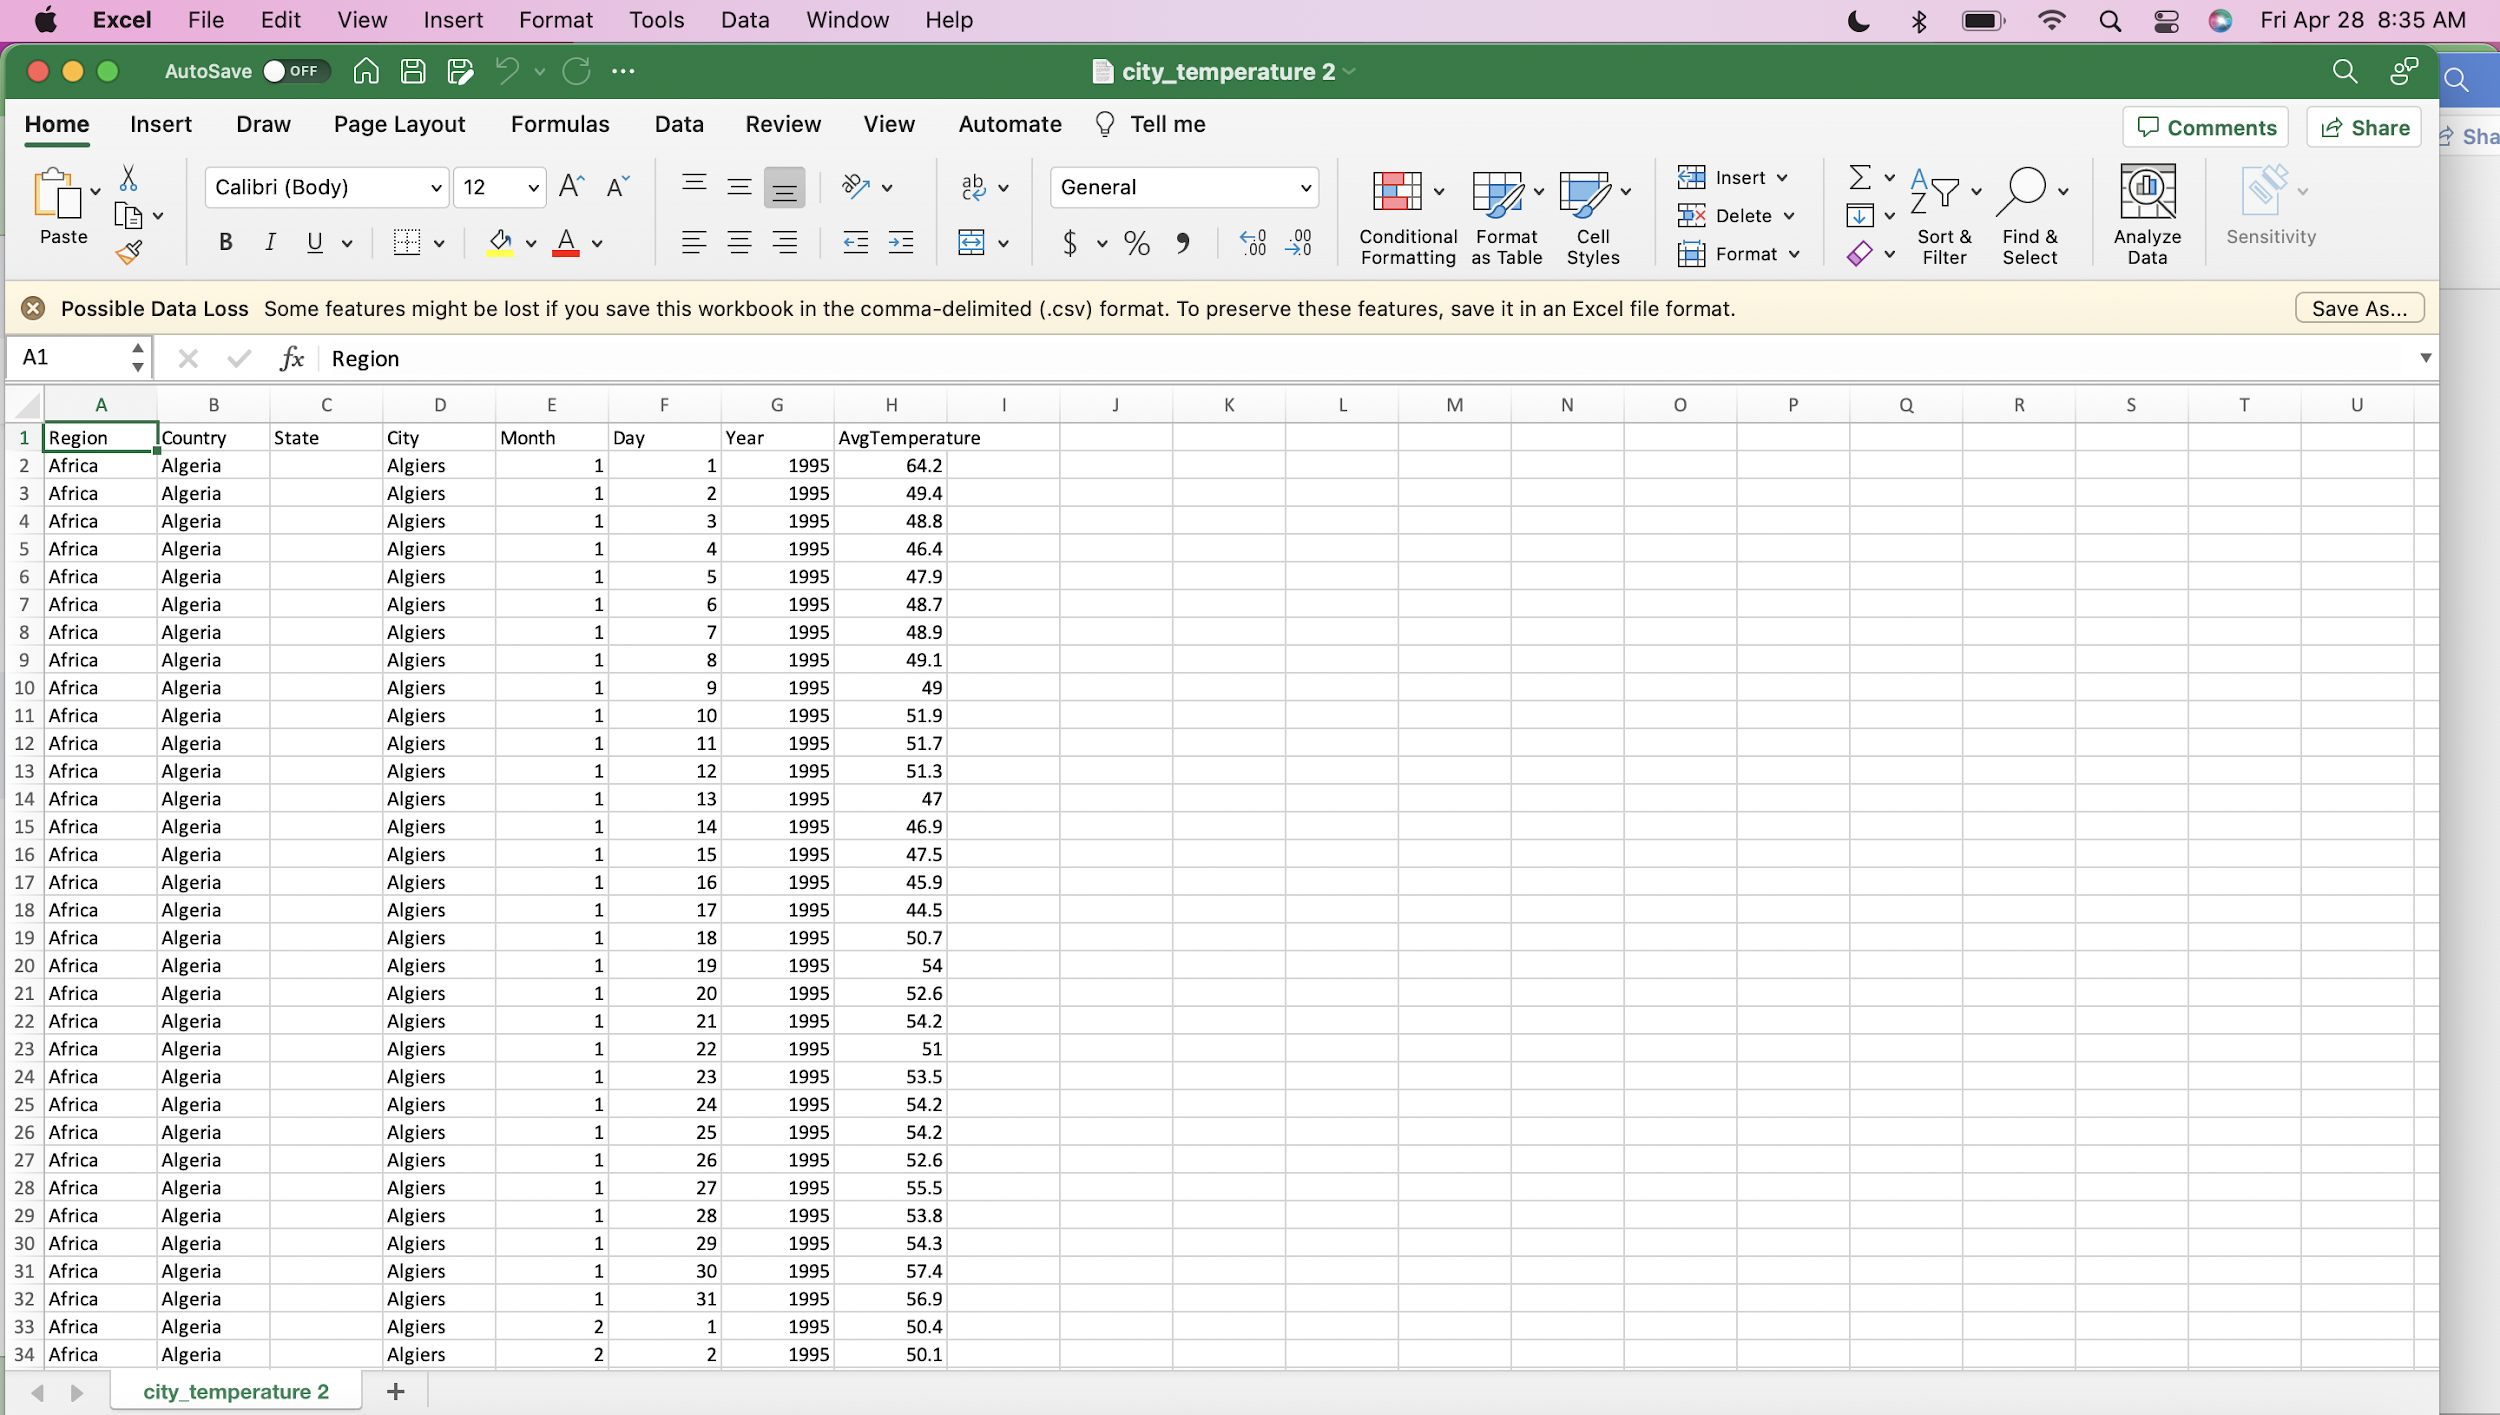 Excel File Edit View Insert Format Tools Data Window Help Fri Apr 28 8:35 AM
AutoSave OFF city_temperature 2
Home Insert Draw Page Layout Formulas Data Review View Automate Tell me Comments Share Sha
Paste Calibri (Body) 12 General Conditional Formatting Format as Table Cell Styles Insert Delete Format Sort & Filter Find & Select Analyze Data Sensitivity
Possible Data Loss Some features might be lost if you save this workbook in the comma-delimited (.csv) format. To preserve these features, save it in an Excel file format. Save As...
A1 fx Region
A B C D E F G H I J K L M N O P Q R S T U
1 Region Country State City Month Day Year AvgTemperature
2 Africa Algeria Algiers 1 1 1995 64.2
3 Africa Algeria Algiers 1 2 1995 49.4
4 Africa Algeria Algiers 1 3 1995 48.8
5 Africa Algeria Algiers 1 4 1995 46.4
6 Africa Algeria Algiers 1 5 1995 47.9
7 Africa Algeria Algiers 1 6 1995 48.7
8 Africa Algeria Algiers 1 7 1995 48.9
9 Africa Algeria Algiers 1 8 1995 49.1
10 Africa Algeria Algiers 1 9 1995 49
11 Africa Algeria Algiers 1 10 1995 51.9
12 Africa Algeria Algiers 1 11 1995 51.7
13 Africa Algeria Algiers 1 12 1995 51.3
14 Africa Algeria Algiers 1 13 1995 47
15 Africa Algeria Algiers 1 14 1995 46.9
16 Africa Algeria Algiers 1 15 1995 47.5
17 Africa Algeria Algiers 1 16 1995 45.9
18 Africa Algeria Algiers 1 17 1995 44.5
19 Africa Algeria Algiers 1 18 1995 50.7
20 Africa Algeria Algiers 1 19 1995 54
21 Africa Algeria Algiers 1 20 1995 52.6
22 Africa Algeria Algiers 1 21 1995 54.2
23 Africa Algeria Algiers 1 22 1995 51
24 Africa Algeria Algiers 1 23 1995 53.5
25 Africa Algeria Algiers 1 24 1995 54.2
26 Africa Algeria Algiers 1 25 1995 54.2
27 Africa Algeria Algiers 1 26 1995 52.6
28 Africa Algeria Algiers 1 27 1995 55.5
29 Africa Algeria Algiers 1 28 1995 53.8
30 Africa Algeria Algiers 1 29 1995 54.3
31 Africa Algeria Algiers 1 30 1995 57.4
32 Africa Algeria Algiers 1 31 1995 56.9
33 Africa Algeria Algiers 2 1 1995 50.4
34 Africa Algeria Algiers 2 2 1995 50.1
city_temperature 2